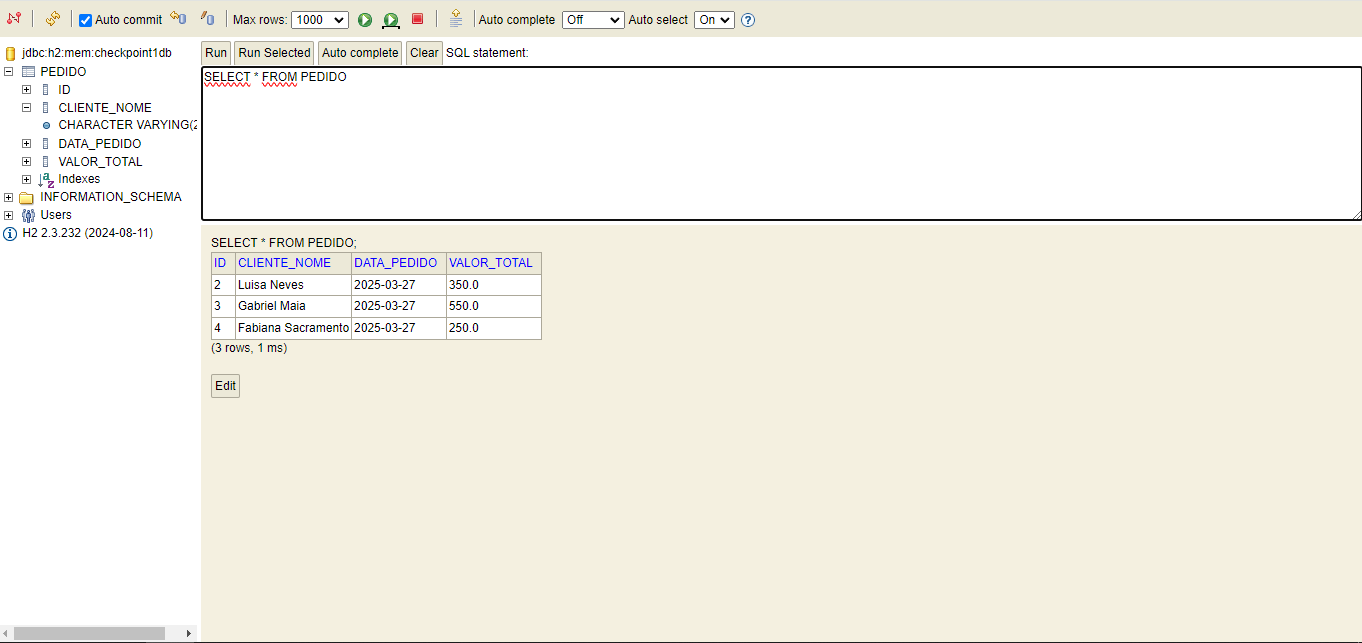 Auto commit Max rows: 1000 Auto complete Off Auto select On ?
jdbc:h2:mem:checkpoint1db
PEDIDO
ID
CLIENTE_NOME
CHARACTER VARYING(2
DATA_PEDIDO
VALOR_TOTAL
Indexes
INFORMATION_SCHEMA
Users
H2 2.3.232 (2024-08-11)
Run Run Selected Auto complete Clear SQL statement:
SELECT * FROM PEDIDO
SELECT * FROM PEDIDO;
ID CLIENTE_NOME DATA_PEDIDO VALOR_TOTAL
2 Luisa Neves 2025-03-27 350.0
3 Gabriel Maia 2025-03-27 550.0
4 Fabiana Sacramento 2025-03-27 250.0
(3 rows, 1 ms)
Edit